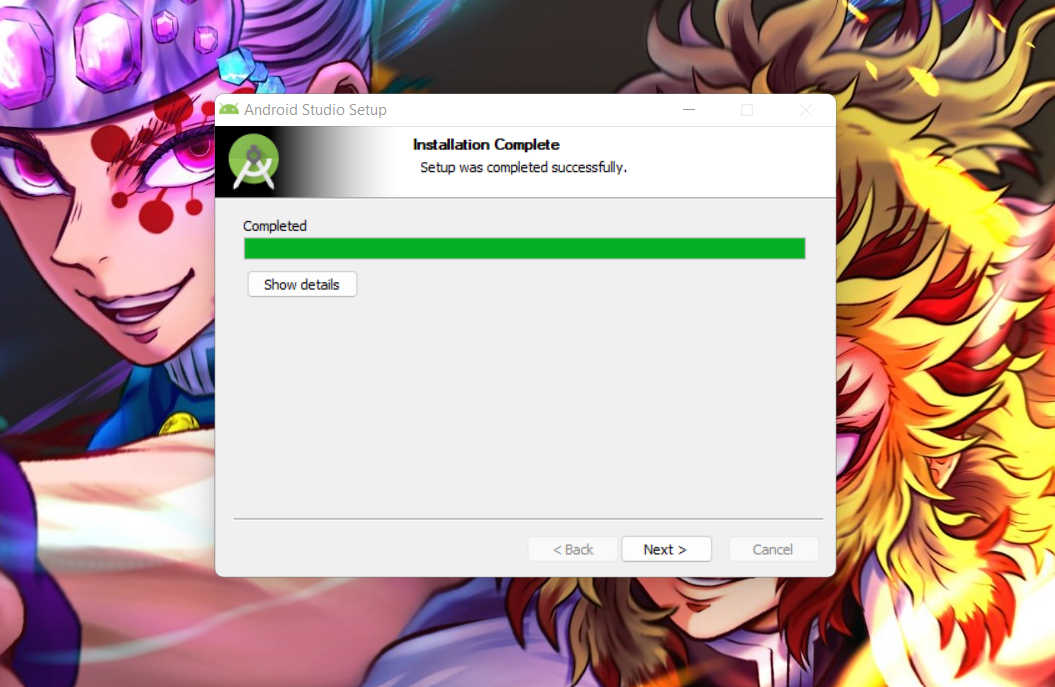 Android Studio Setup
Installation Complete
Setup was completed successfully.
Completed
Show details
< Back
Next >
Cancel